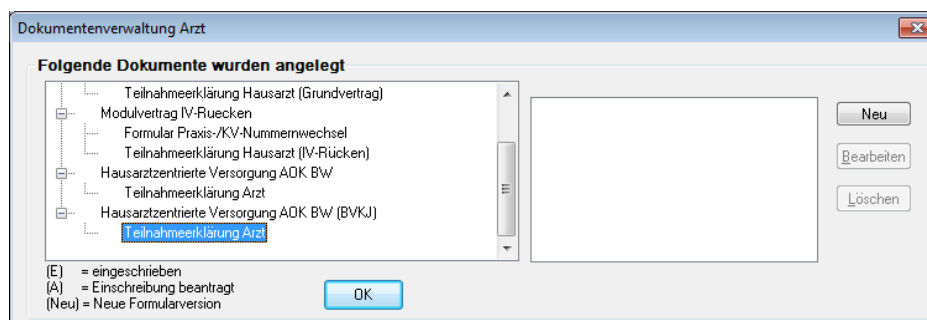 Dokumentenverwaltung Arzt
Folgende Dokumente wurden angelegt
Teilnahmeerklärung Hausarzt (Grundvertrag)
Modulvertrag IV-Ruecken
Formular Praxis-/KV-Nummernwechsel
Teilnahmeerklärung Hausarzt (IV-Rücken)
Hausarztzentrierte Versorgung AOK BW
Teilnahmeerklärung Arzt
Hausarztzentrierte Versorgung AOK BW (BVKJ)
Teilnahmeerklärung Arzt
Neu
Bearbeiten
Löschen
(E) = eingeschrieben
(A) = Einschreibung beantragt
(Neu) = Neue Formularversion
OK